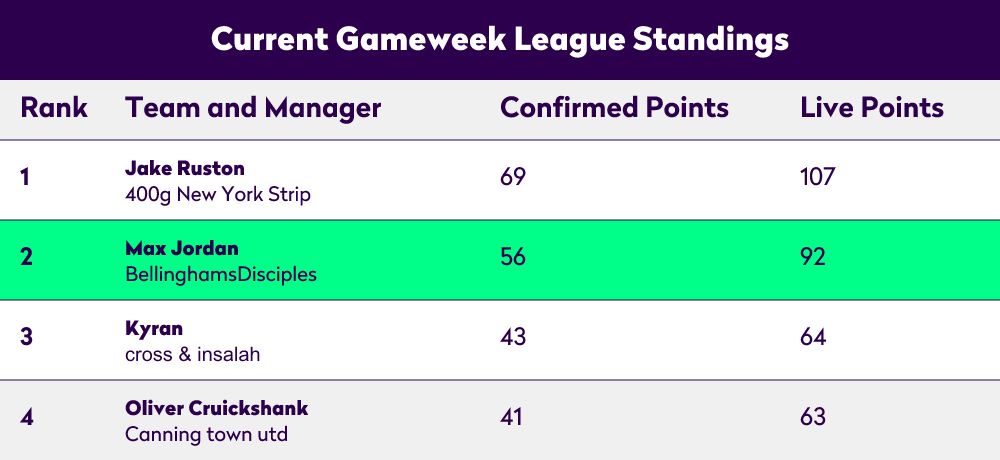 Current Gameweek League Standings
Rank Team and Manager Confirmed Points Live Points
1 Jake Ruston 69 107
400g New York Strip
2 Max Jordan 56 92
BellinghamsDisciples
3 Kyran 43 64
cross & insalah
4 Oliver Cruickshank 41 63
Canning town utd